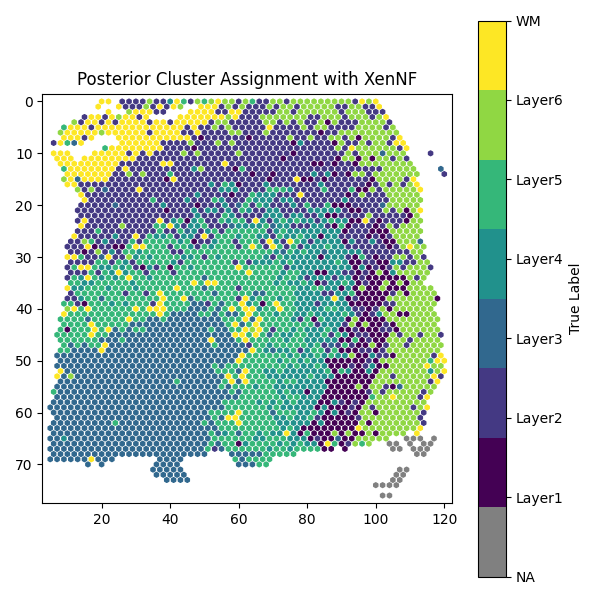 Posterior Cluster Assignment with XenNF
0
10
20
30
40
50
60
70
20
40
60
80
100
120
WM
Layer6
Layer5
Layer4
Layer3
Layer2
Layer1
NA
True Label